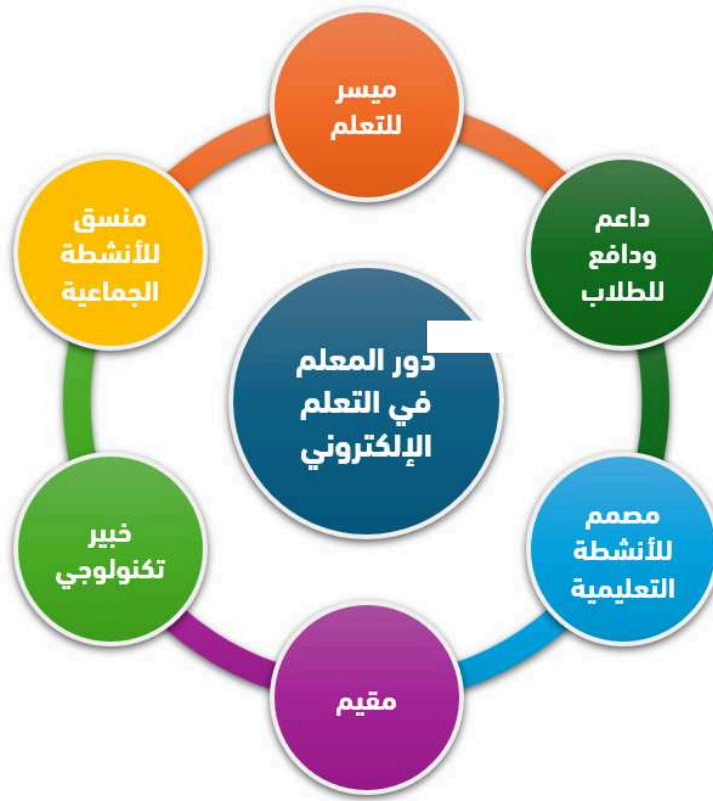 ميسر
للتعلم
داعم
ودافع
للطلاب
مصمم
للأنشطة
التعليمية
مقيم
خبير
تكنولوجي
منسق
للأنشطة
الجماعية
دور المعلم
في التعلم
الإلكتروني